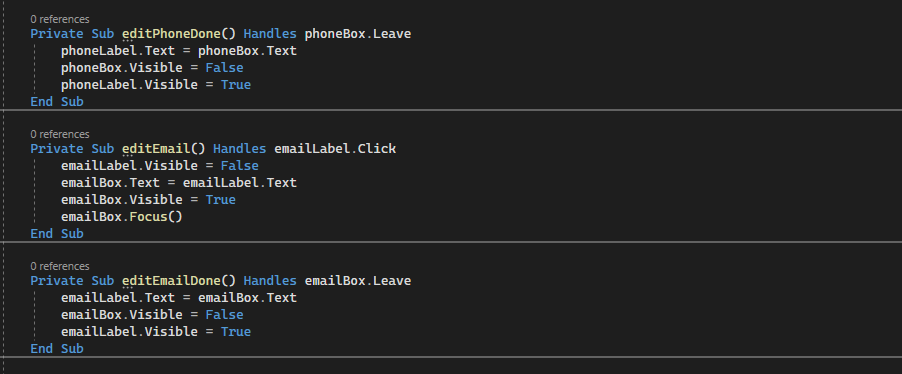 0 references
Private Sub editPhoneDone() Handles phoneBox.Leave
phoneLabel.Text = phoneBox.Text
phoneBox.Visible = False
phoneLabel.Visible = True
End Sub
0 references
Private Sub editEmail() Handles emailLabel.Click
emailLabel.Visible = False
emailBox.Text = emailLabel.Text
emailBox.Visible = True
emailBox.Focus()
End Sub
0 references
Private Sub editEmailDone() Handles emailBox.Leave
emailLabel.Text = emailBox.Text
emailBox.Visible = False
emailLabel.Visible = True
End Sub